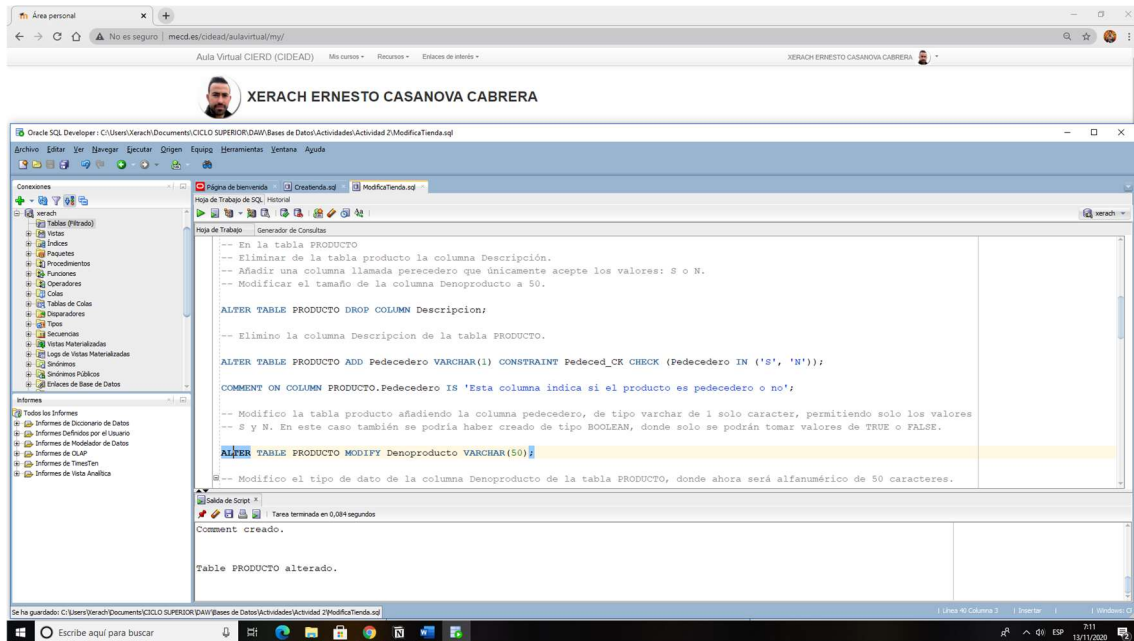 Área personal
No es seguro | mecd.es/cidead/aulavirtual/my/
Aula Virtual CIERD (CIDEAD) Mis cursos Recursos Enlaces de interés XERACH ERNESTO CASANOVA CABRERA
XERACH ERNESTO CASANOVA CABRERA
Oracle SQL Developer : C:\Users\Xerach\Documents\CICLO SUPERIOR\DAW\Bases de Datos\Actividades\Actividad 2\ModificaTienda.sql
Archivo Editar Ver Navegar Ejecutar Origen Equipo Herramientas Ventana Ayuda
Conexiones
xerach
Tablas (Filtrado)
Vistas
Índices
Paquetes
Procedimientos
Funciones
Operadores
Colas
Tablas de Colas
Disparadores
Tipos
Secuencias
Vistas Materializadas
Logs de Vistas Materializadas
Sinónimos
Sinónimos Públicos
Enlaces de Base de Datos
Informes
Todos los Informes
Informes de Diccionario de Datos
Informes Definidos por el Usuario
Informes de Modelador de Datos
Informes de OLAP
Informes de TimesTen
Informes de Vista Analítica
Página de bienvenida Creatienda.sql ModificaTienda.sql
Hoja de Trabajo de SQL Historial
xerach
Hoja de Trabajo Generador de Consultas
-- En la tabla PRODUCTO
-- Eliminar de la tabla producto la columna Descripción.
-- Añadir una columna llamada perecedero que únicamente acepte los valores: S o N.
-- Modificar el tamaño de la columna Denoproducto a 50.
ALTER TABLE PRODUCTO DROP COLUMN Descripcion;
-- Elimino la columna Descripcion de la tabla PRODUCTO.
ALTER TABLE PRODUCTO ADD Pedecedero VARCHAR(1) CONSTRAINT Pedeced_CK CHECK (Pedecedero IN ('S', 'N'));
COMMENT ON COLUMN PRODUCTO.Pedecedero IS 'Esta columna indica si el producto es pedecedero o no';
-- Modifico la tabla producto añadiendo la columna pedecedero, de tipo varchar de 1 solo caracter, permitiendo solo los valores
-- S y N. En este caso también se podría haber creado de tipo BOOLEAN, donde solo se podrán tomar valores de TRUE o FALSE.
ALTER TABLE PRODUCTO MODIFY Denoproducto VARCHAR(50);
-- Modifico el tipo de dato de la columna Denoproducto de la tabla PRODUCTO, donde ahora será alfanumérico de 50 caracteres.
Salida de Script
Tarea terminada en 0,084 segundos
Comment creado.
Table PRODUCTO alterado.
Se ha guardado: C:\Users\Xerach\Documents\CICLO SUPERIOR\DAW\Bases de Datos\Actividades\Actividad 2\ModificaTienda.sql
Línea 40 Columna 3 | Insertar | Windows: Cl
Escribe aquí para buscar
ESP
7:11
13/11/2020